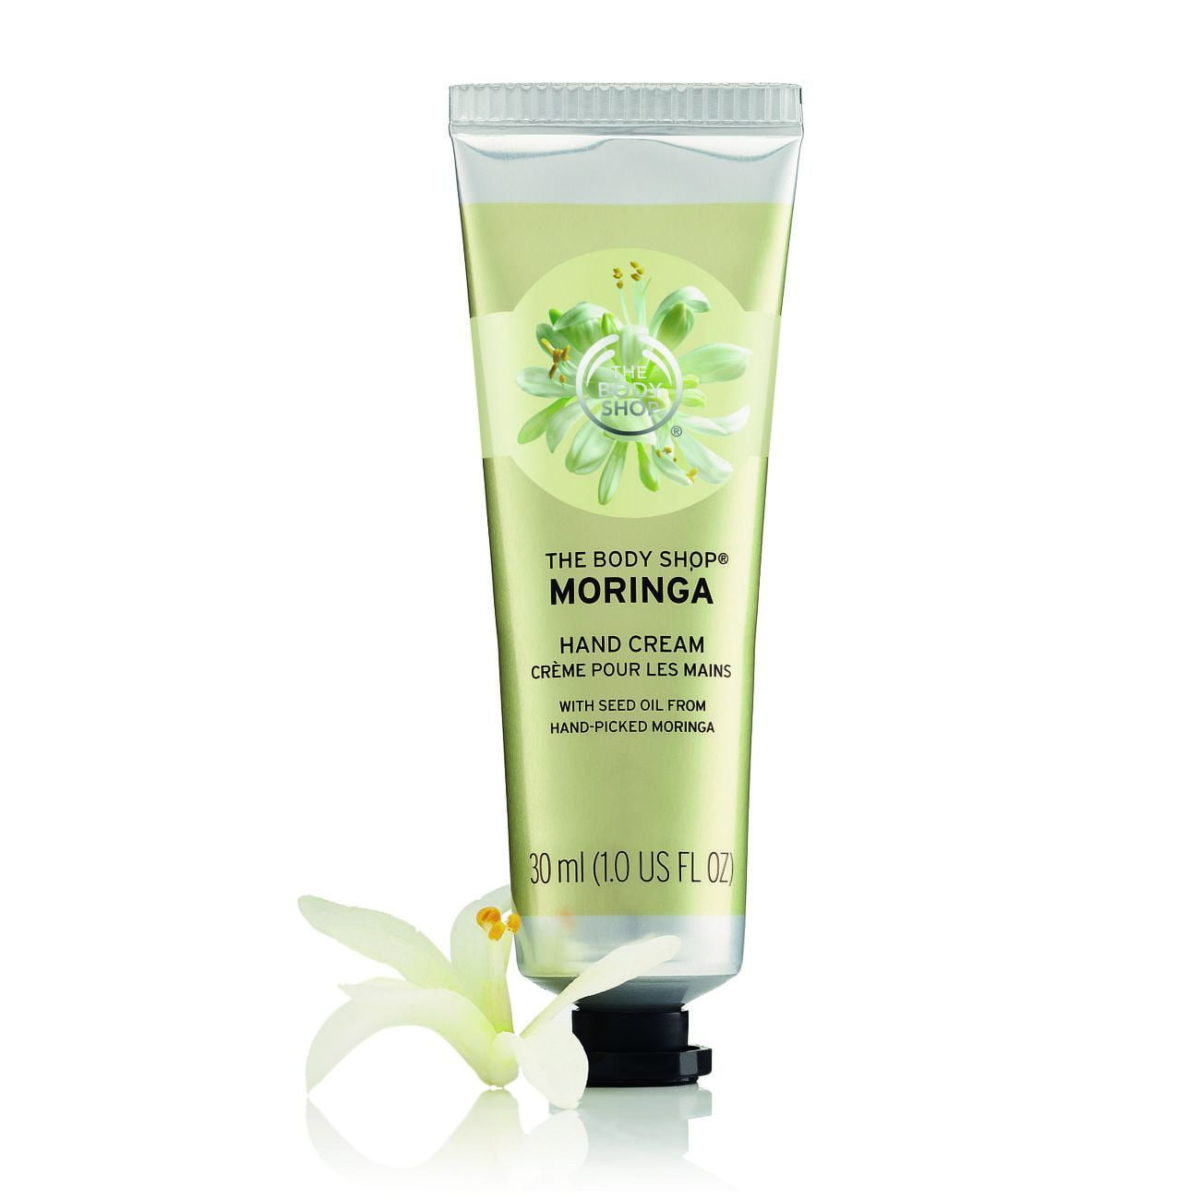 THE
BODY
SHOP
®
THE BODY SHOP®
MORINGA
HAND CREAM
CRÈME POUR LES MAINS
WITH SEED OIL FROM
HAND-PICKED MORINGA
30 ml (1.0 US FL OZ)